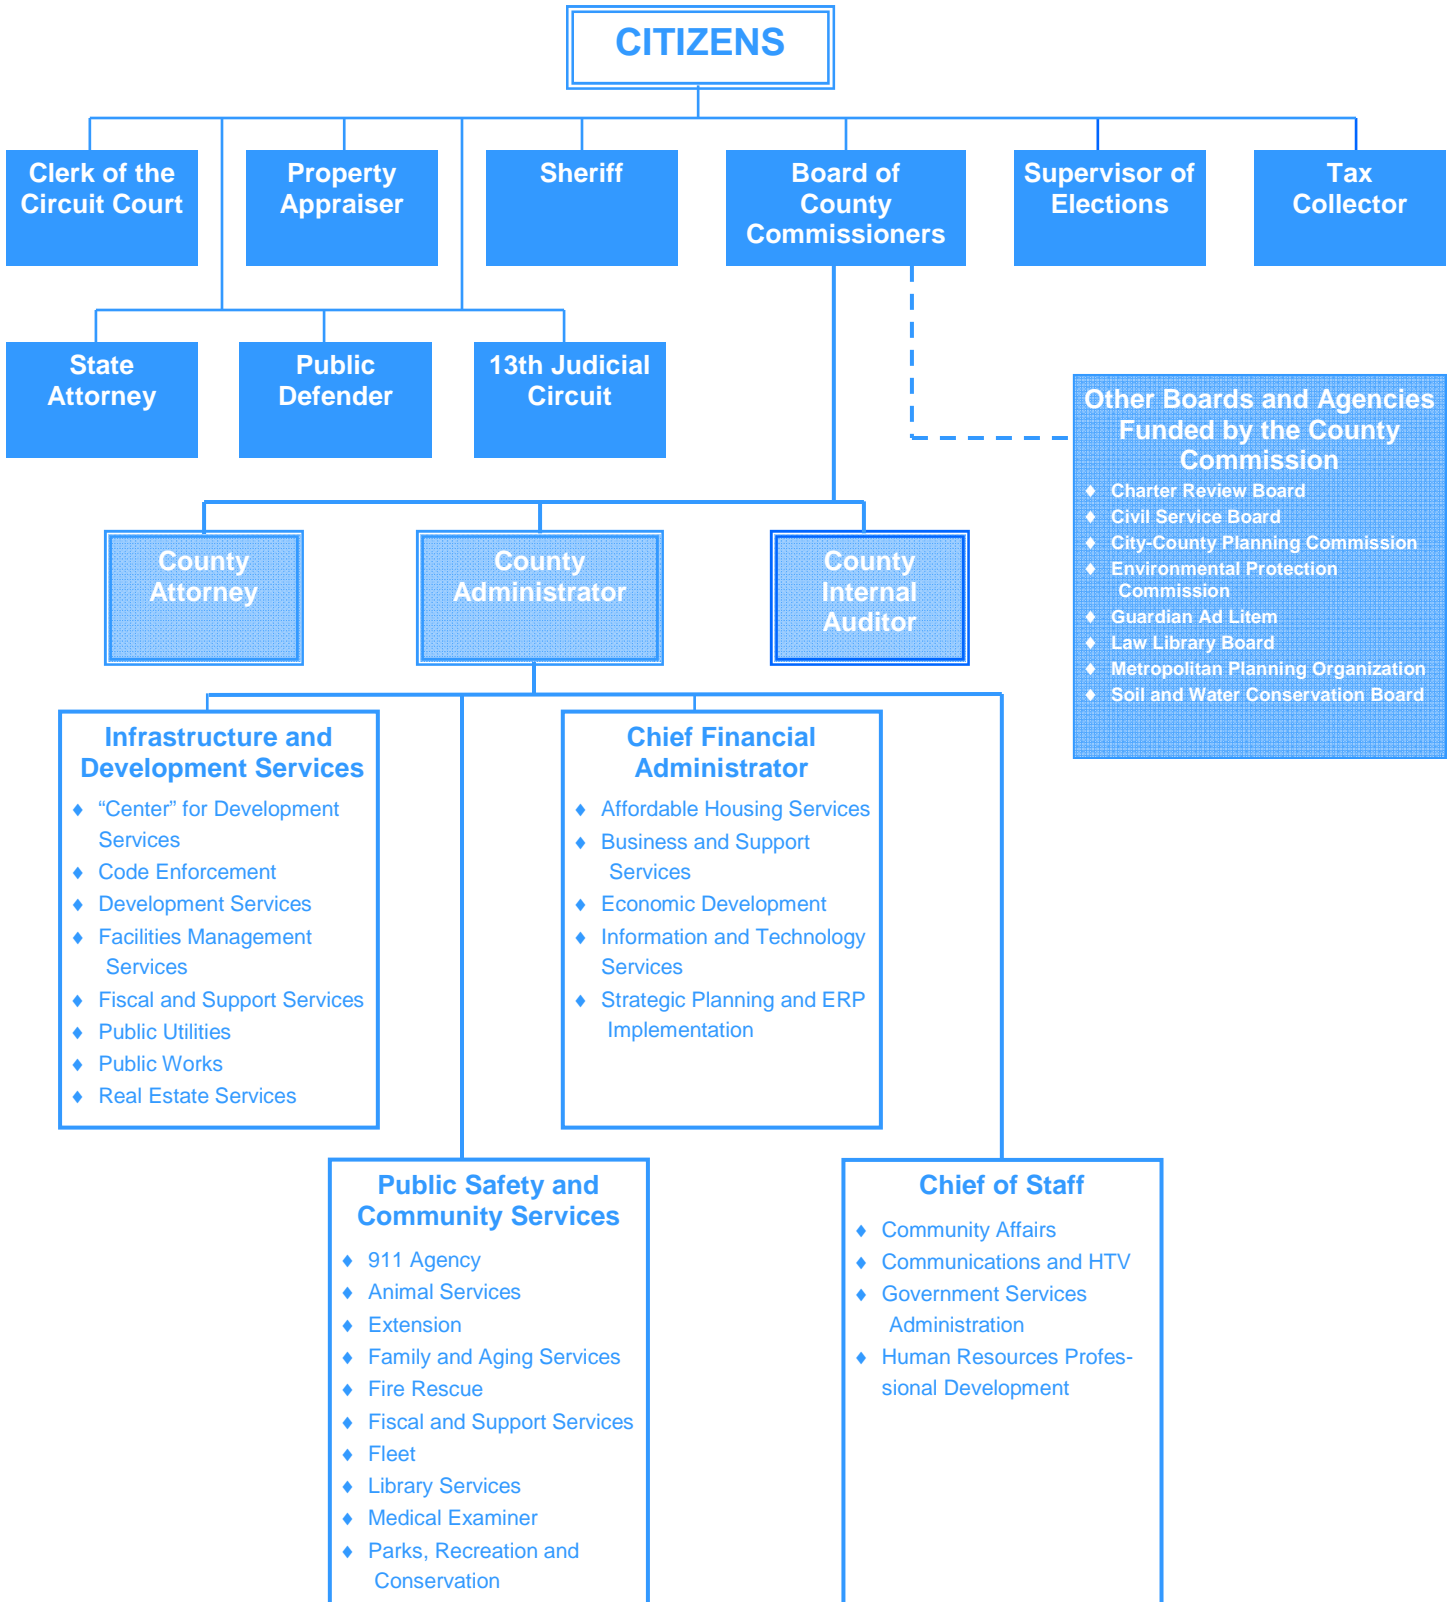 CITIZENS
Clerk of the
Circuit Court
Property
Appraiser
Sheriff
Board of
County
Commissioners
Supervisor of
Elections
Tax
Collector
State
Attorney
Public
Defender
13th Judicial
Circuit
Other Boards and Agencies
Funded by the County
Commission
♦ Charter Review Board
♦ Civil Service Board
♦ City-County Planning Commission
♦ Environmental Protection
Commission
♦ Guardian Ad Litem
♦ Law Library Board
♦ Metropolitan Planning Organization
♦ Soil and Water Conservation Board
County
Attorney
County
Administrator
County
Internal
Auditor
Infrastructure and
Development Services
♦ “Center” for Development
Services
♦ Code Enforcement
♦ Development Services
♦ Facilities Management
Services
♦ Fiscal and Support Services
♦ Public Utilities
♦ Public Works
♦ Real Estate Services
Chief Financial
Administrator
♦ Affordable Housing Services
♦ Business and Support
Services
♦ Economic Development
♦ Information and Technology
Services
♦ Strategic Planning and ERP
Implementation
Public Safety and
Community Services
♦ 911 Agency
♦ Animal Services
♦ Extension
♦ Family and Aging Services
♦ Fire Rescue
♦ Fiscal and Support Services
♦ Fleet
♦ Library Services
♦ Medical Examiner
♦ Parks, Recreation and
Conservation
Chief of Staff
♦ Community Affairs
♦ Communications and HTV
♦ Government Services
Administration
♦ Human Resources Profes-
sional Development